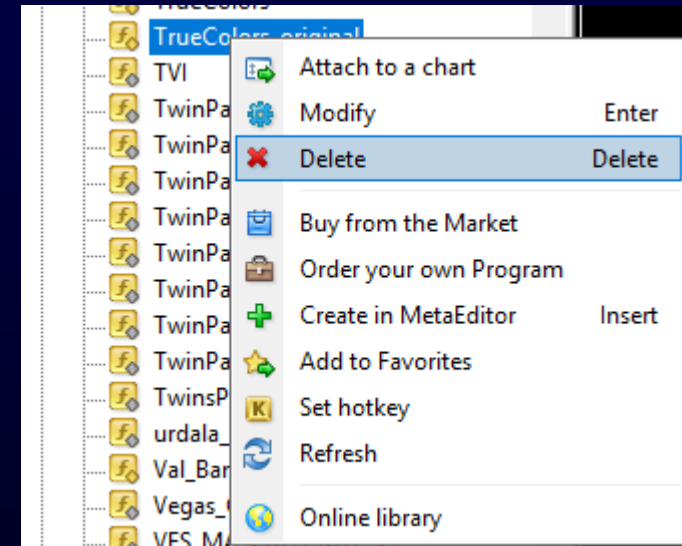 TrueColors
TrueColors_original
TVI
Attach to a chart
TwinPa
Modify Enter
TwinPa
Delete Delete
TwinPa
TwinPa
Buy from the Market
TwinPa
Order your own Program
TwinPa
TwinPa
Create in MetaEditor Insert
TwinPa
Add to Favorites
TwinsP
Set hotkey
urdala_
Refresh
Val_Bar
Vegas_
Online library
VFS_M